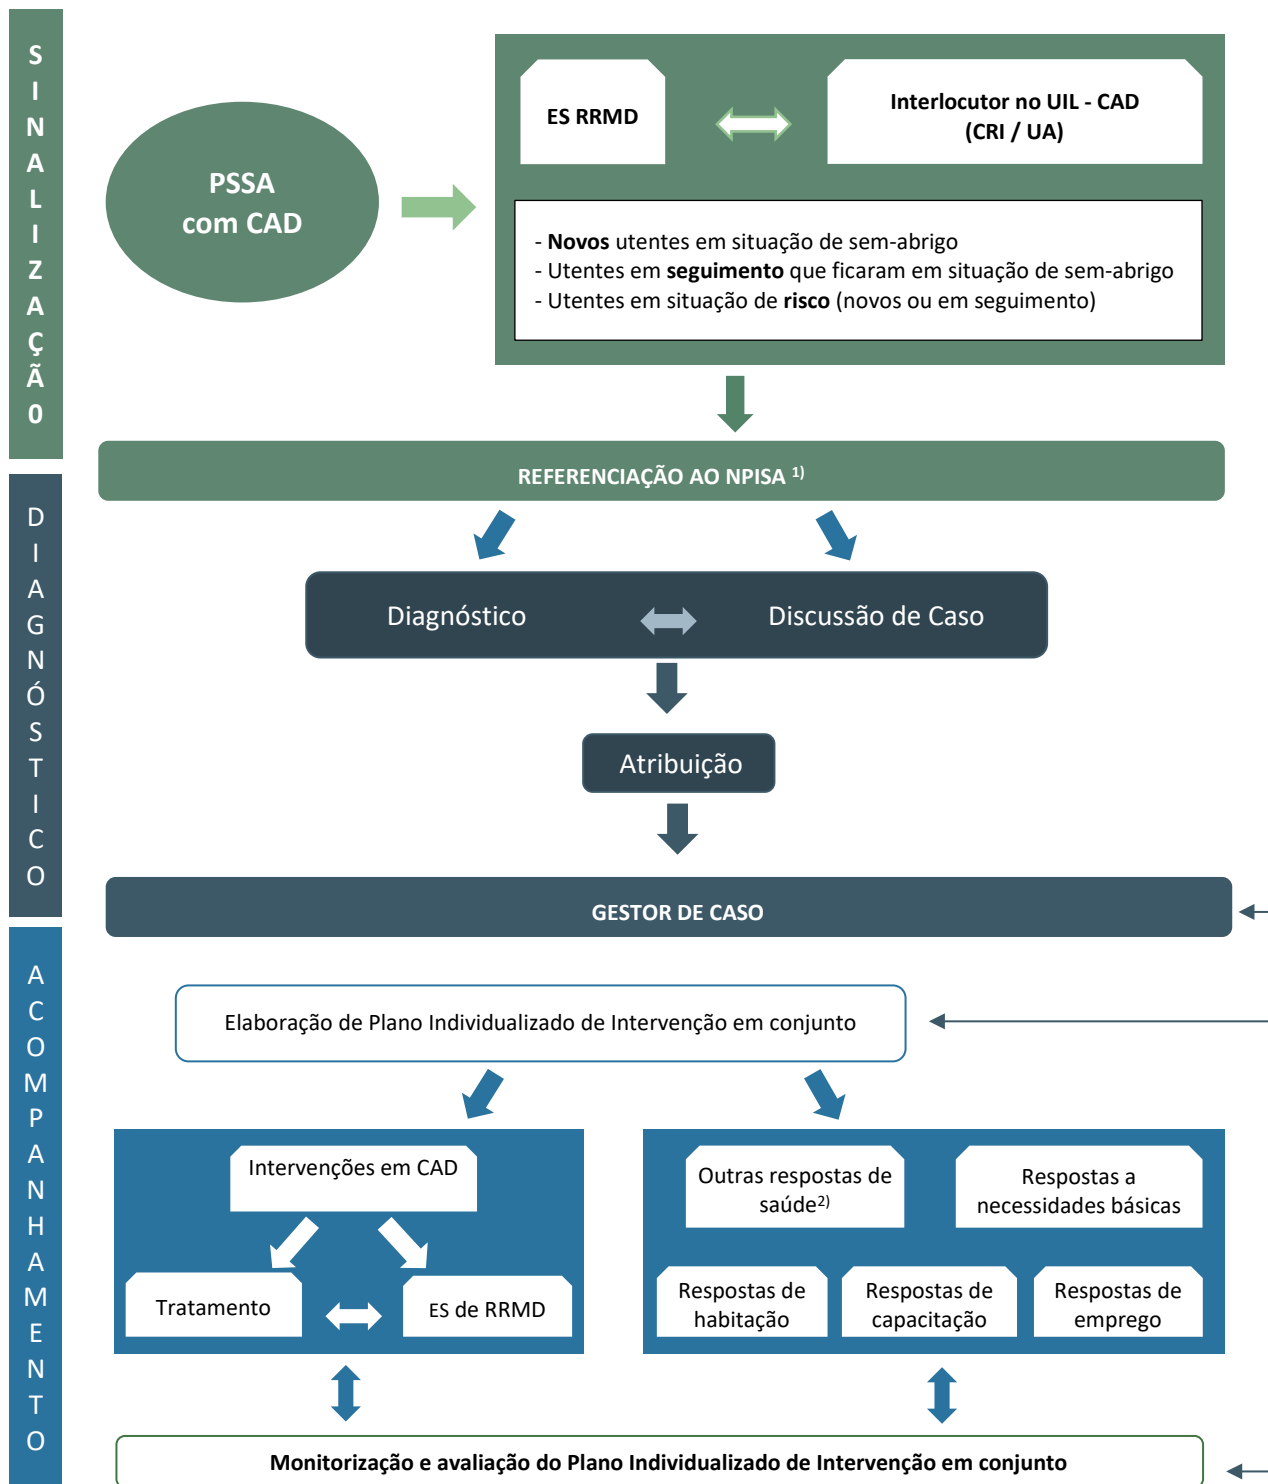 SINALIZAÇÃ0
PSSA
com CAD
ES RRMD
Interlocutor no UIL - CAD
(CRI / UA)
- Novos utentes em situação de sem-abrigo
- Utentes em seguimento que ficaram em situação de sem-abrigo
- Utentes em situação de risco (novos ou em seguimento)
REFERENCIAÇÃO AO NPISA 1)
DIAGNÓSTICO
Diagnóstico
Discussão de Caso
Atribuição
GESTOR DE CASO
ACOMPANHAMENTO
Elaboração de Plano Individualizado de Intervenção em conjunto
Intervenções em CAD
Tratamento
ES de RRMD
Outras respostas de
saúde2)
Respostas a
necessidades básicas
Respostas de
habitação
Respostas de
capacitação
Respostas de
emprego
Monitorização e avaliação do Plano Individualizado de Intervenção em conjunto